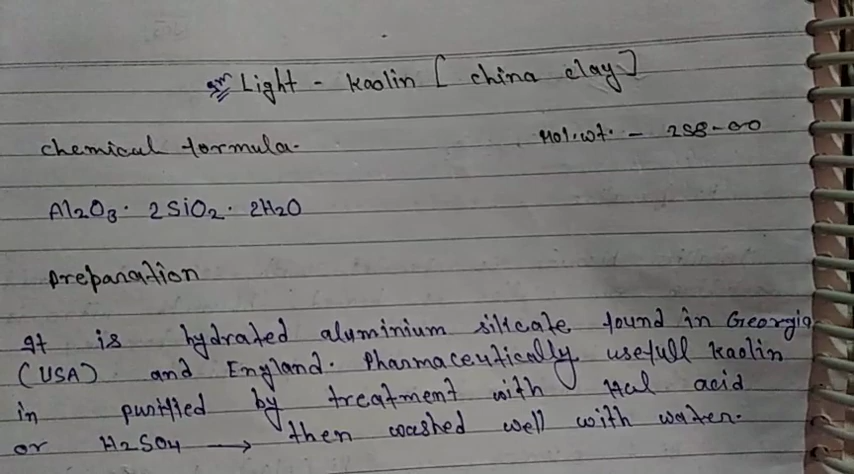 Light - Kaolin [ china clay ]
chemical formula-
Mol.wt. - 258-00
Al2O3. 2SiO2. 2H2O
preparation
It is hydrated aluminium silicate found in Georgia
(USA) and England. Pharmaceutically usefull Kaolin
in purified by treatment with Hcl acid
or H2SO4 → then washed well with water.